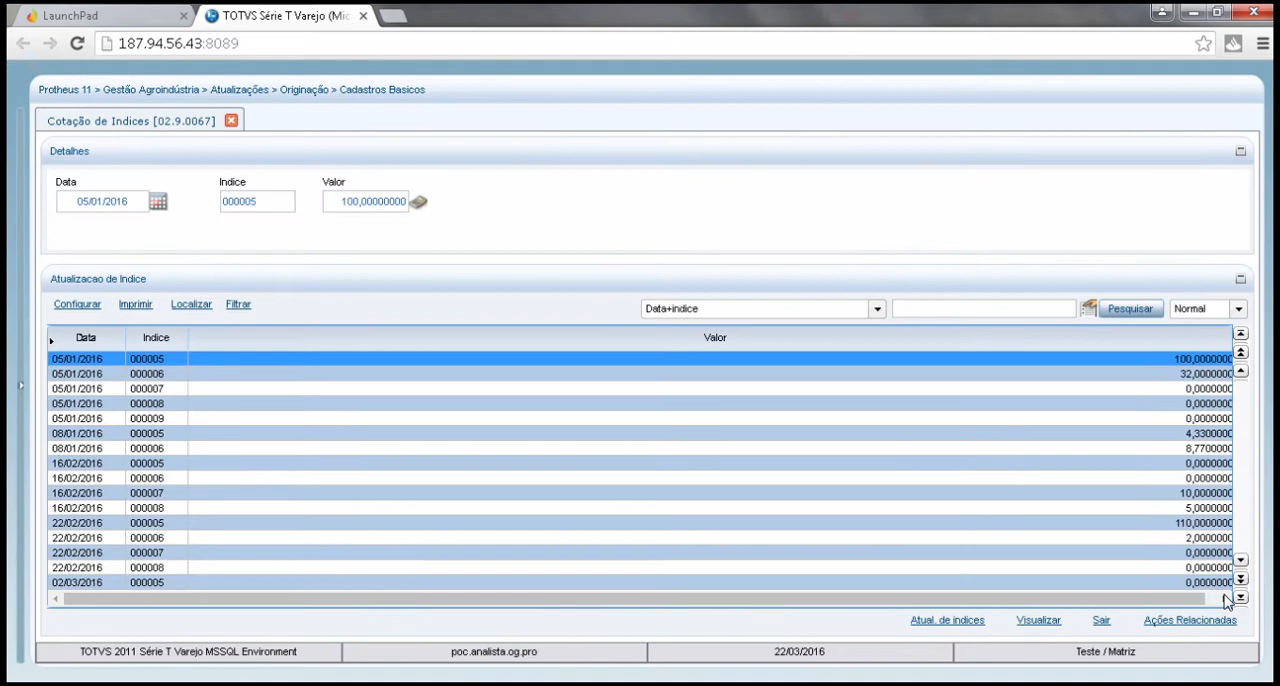 LaunchPad
TOTVS Série T Varejo (Mic
187.94.56.43:8089
Protheus 11 > Gestão Agroindústria > Atualizações > Originação > Cadastros Basicos
Cotação de Indices [02.9.0067]
Detalhes
Data Indice Valor
05/01/2016 000005 100,00000000
Atualizacao de Indice
Configurar Imprimir Localizar Filtrar Data+indice Pesquisar Normal
Data Indice Valor
05/01/2016 000005 100,0000000
05/01/2016 000006 32,0000000
05/01/2016 000007 0,0000000
05/01/2016 000008 0,0000000
05/01/2016 000009 0,0000000
08/01/2016 000005 4,3300000
08/01/2016 000006 8,7700000
16/02/2016 000005 0,0000000
16/02/2016 000006 0,0000000
16/02/2016 000007 10,0000000
16/02/2016 000008 5,0000000
22/02/2016 000005 110,0000000
22/02/2016 000006 2,0000000
22/02/2016 000007 0,0000000
22/02/2016 000008 0,0000000
02/03/2016 000005 0,0000000
Atual. de indices Visualizar Sair Ações Relacionadas
TOTVS 2011 Série T Varejo MSSQL Environment poc.analista.og.pro 22/03/2016 Teste / Matriz